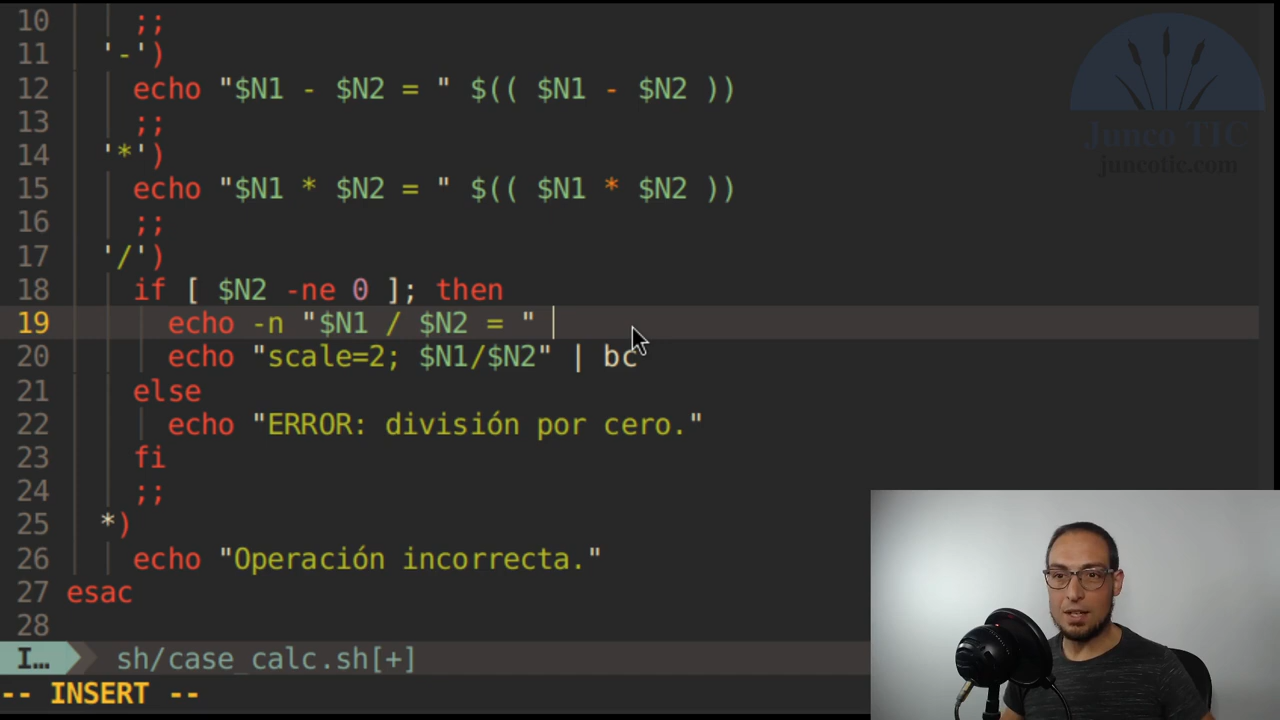 10 ;;
11 '-')
12 echo "$N1 - $N2 = " $(( $N1 - $N2 ))
13 ;;
14 '*')
15 echo "$N1 * $N2 = " $(( $N1 * $N2 ))
16 ;;
17 '/')
18 if [ $N2 -ne 0 ]; then
19 echo -n "$N1 / $N2 = "
20 echo "scale=2; $N1/$N2" | bc
21 else
22 echo "ERROR: división por cero."
23 fi
24 ;;
25 *)
26 echo "Operación incorrecta."
27 esac
28
I… sh/case_calc.sh[+]
-- INSERT --
Junco TIC
juncotic.com